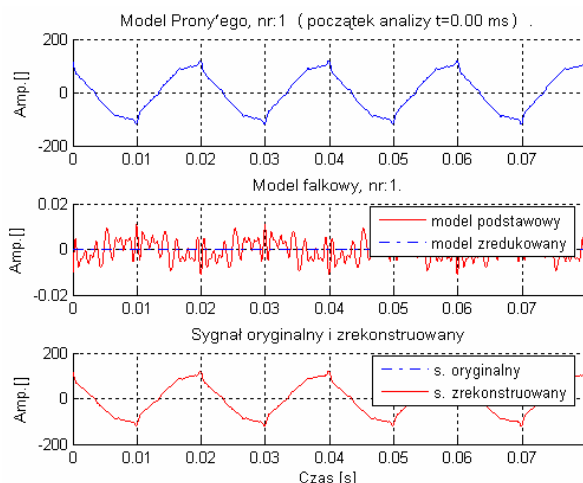 Model Prony'ego, nr:1 ( początek analizy t=0.00 ms) .
200
0
-200
Amp.[]
0 0.01 0.02 0.03 0.04 0.05 0.06 0.07
Model falkowy, nr:1.
0.02
0
-0.02
Amp.[]
model podstawowy
model zredukowany
0 0.01 0.02 0.03 0.04 0.05 0.06 0.07
Sygnał oryginalny i zrekonstruowany
200
0
-200
Amp.[]
s. oryginalny
s. zrekonstruowany
0 0.01 0.02 0.03 0.04 0.05 0.06 0.07
Czas [s]